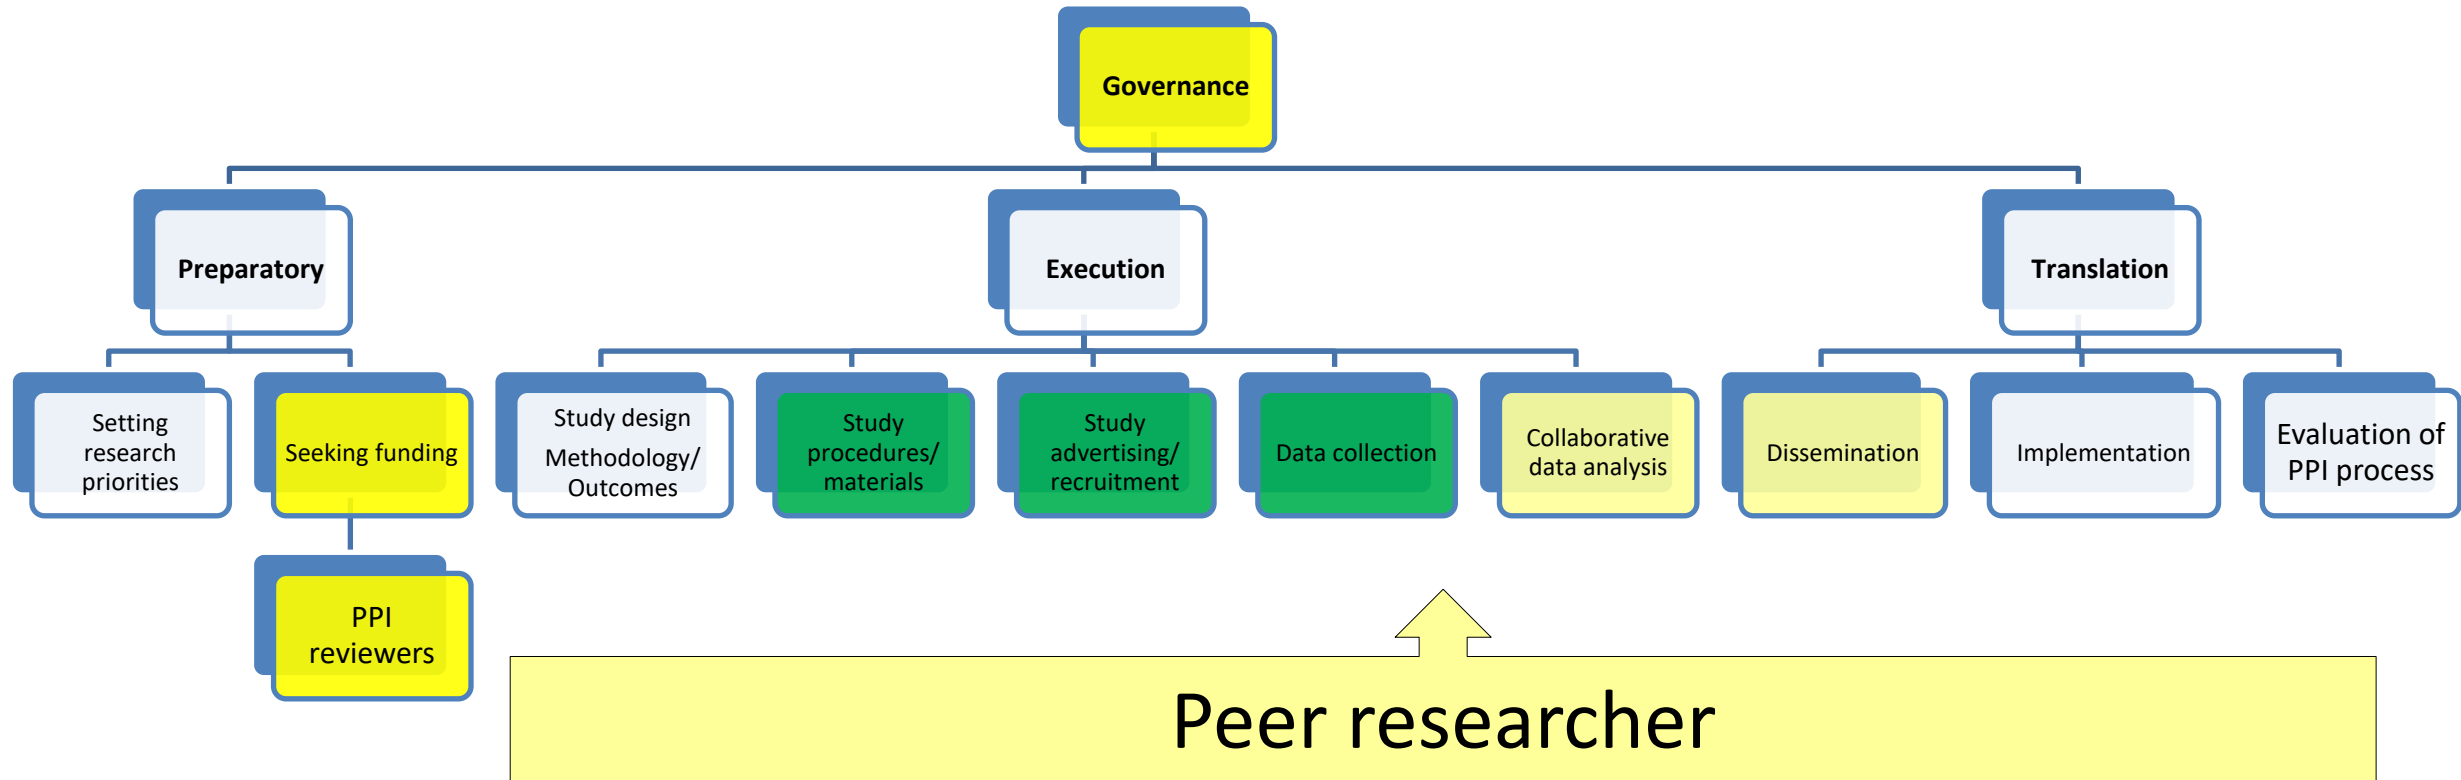 Governance
Preparatory
Execution
Translation
Setting
research
priorities
Seeking funding
Study design
Methodology/
Outcomes
Study
procedures/
materials
Study
advertising/
recruitment
Data collection
Collaborative
data analysis
Dissemination
Implementation
Evaluation of
PPI process
PPI
reviewers
Peer researcher